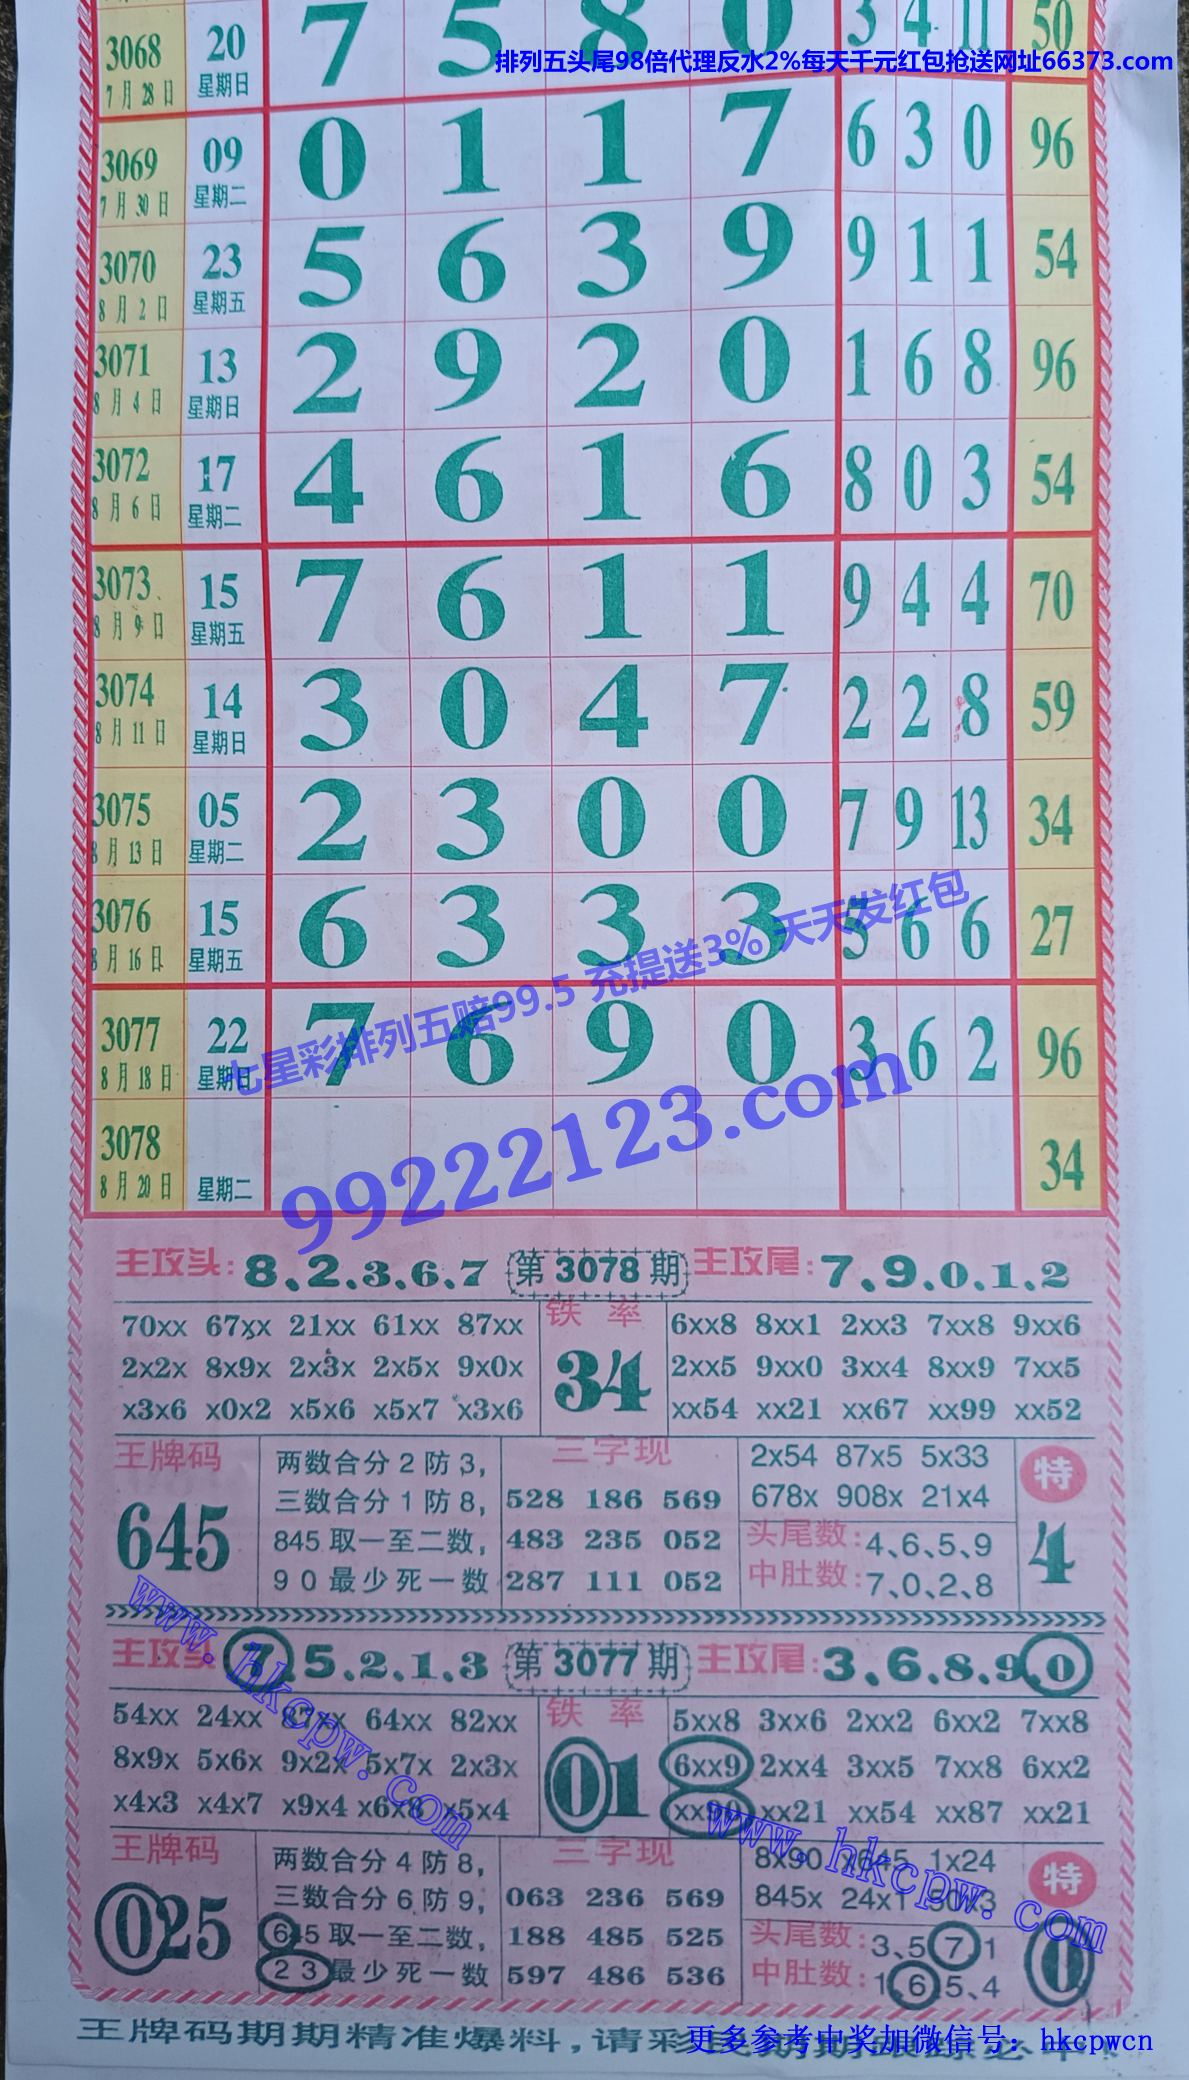 3068 20 7 5 8 0 3 4 11 50
7月28日 星期日
排列五头尾98倍代理反水2%每天千元红包抢送网址66373.com
3069 09 0 1 1 7 6 3 0 96
7月30日 星期二
3070 23 5 6 3 9 9 1 1 54
8月2日 星期五
3071 13 2 9 2 0 1 6 8 96
8月4日 星期日
3072 17 4 6 1 6 8 0 3 54
8月6日 星期二
3073 15 7 6 1 1 9 4 4 70
8月9日 星期五
3074 14 3 0 4 7 2 2 8 59
8月11日 星期日
3075 05 2 3 0 0 7 9 13 34
8月13日 星期二
3076 15 6 3 3 3 5 6 6 27
8月16日 星期五
七星彩排列五赔99.5 充提送3% 天天发红包
3077 22 7 6 9 0 3 6 2 96
8月18日 星期日
99222123.com
3078 34
8月20日 星期二
主攻头:8、2.3.6.7 第3078期 主攻尾:7、9.0.1.2
70xx 67xx 21xx 61xx 87xx 铁率 6xx8 8xx1 2xx3 7xx8 9xx6
2x2x 8x9x 2x3x 2x5x 9x0x 34 2xx5 9xx0 3xx4 8xx9 7xx5
x3x6 x0x2 x5x6 x5x7 x3x6 xx54 xx21 xx67 xx99 xx52
王牌码 两数合分2防3, 三字现 2x54 87x5 5x33 特
645 三数合分1防8, 528 186 569 678x 908x 21x4 4
845取一至二数, 483 235 052 头尾数:4、6、5、9
90最少死一数 287 111 052 中肚数:7、0、2、8
www.hkcpw.com
主攻头 7.5.2.1.3 第3077期 主攻尾:3.6.8.9.0
54xx 24xx 87xx 64xx 82xx 铁率 5xx8 3xx6 2xx2 6xx2 7xx8
8x9x 5x6x 9x2x 5x7x 2x3x 01 6xx9 2xx4 3xx5 7xx8 6xx2
x4x3 x4x7 x9x4 x6x8 x5x4 xx90 xx21 xx54 xx87 xx21
www.hkcpw.com
王牌码 两数合分4防8, 三字现 8x90 x645 1x24 特
025 三数合分6防9, 063 236 569 845x 24x1 50x3 0
645取一至二数, 188 485 525 头尾数:3、5 7 1
23最少死一数 597 486 536 中肚数:1、6、5、4
王牌码期期精准爆料,请彩
更多参考中奖加微信号: hkcpwcn